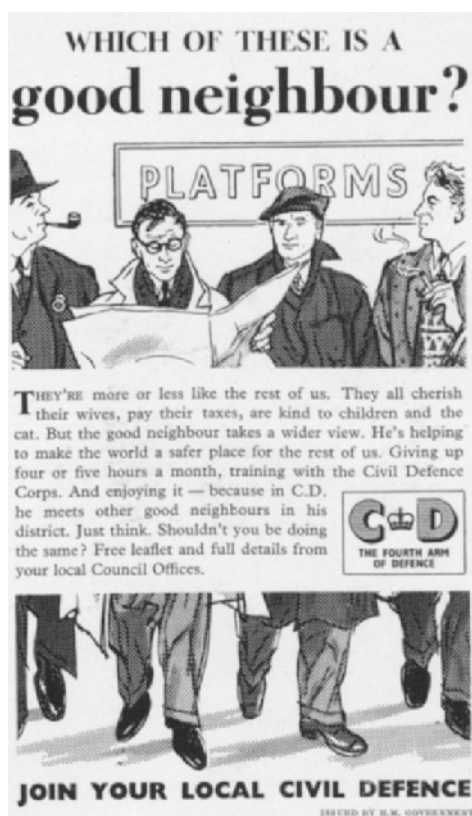 WHICH OF THESE IS A
good neighbour?
PLATFORMS
THEY'RE more or less like the rest of us. They all cherish
their wives, pay their taxes, are kind to children and the
cat. But the good neighbour takes a wider view. He's helping
to make the world a safer place for the rest of us. Giving up
four or five hours a month, training with the Civil Defence
Corps. And enjoying it — because in C.D.
he meets other good neighbours in his
district. Just think. Shouldn't you be doing
the same? Free leaflet and full details from
your local Council Offices.
C D
THE FOURTH ARM
OF DEFENCE
JOIN YOUR LOCAL CIVIL DEFENCE
ISSUED BY H.M. GOVERNMENT